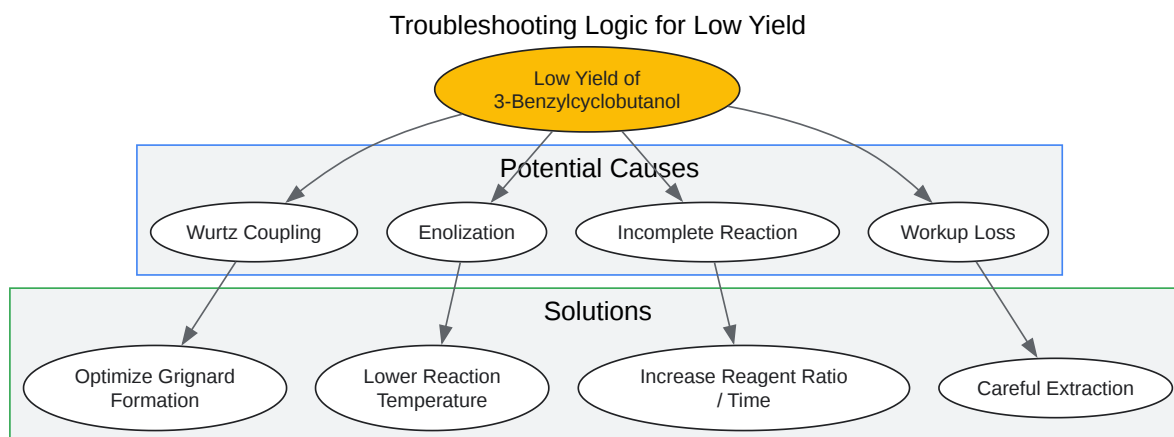 Troubleshooting Logic for Low Yield
Low Yield of
3-Benzylcyclobutanol
Potential Causes
Wurtz Coupling
Enolization
Incomplete Reaction
Workup Loss
Solutions
Optimize Grignard
Formation
Lower Reaction
Temperature
Increase Reagent Ratio
/ Time
Careful Extraction